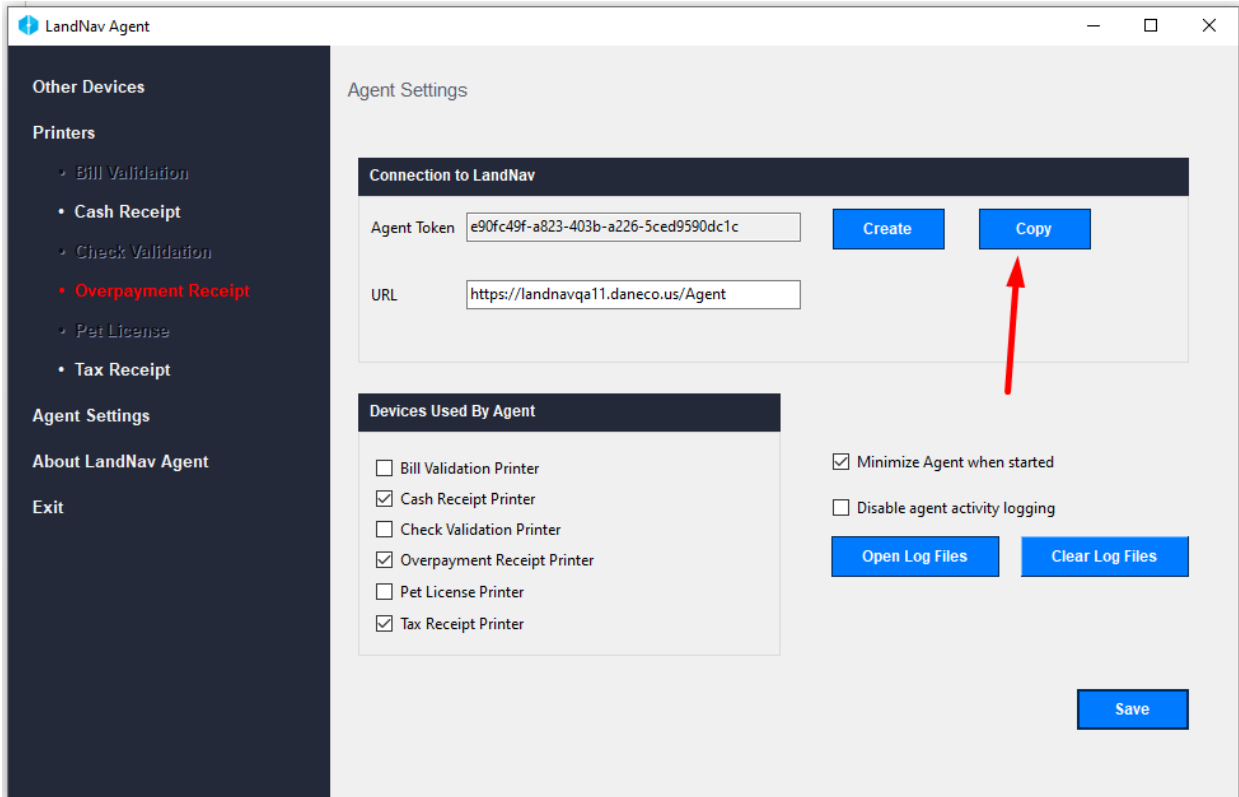 LandNav Agent
Other Devices
Printers
• Bill Validation
• Cash Receipt
• Check Validation
• Overpayment Receipt
• Pet License
• Tax Receipt
Agent Settings
About LandNav Agent
Exit
Agent Settings
Connection to LandNav
Agent Token e90fc49f-a823-403b-a226-5ced9590dc1c Create Copy
URL https://landnavqa11.daneco.us/Agent
Devices Used By Agent
Bill Validation Printer
Cash Receipt Printer
Check Validation Printer
Overpayment Receipt Printer
Pet License Printer
Tax Receipt Printer
Minimize Agent when started
Disable agent activity logging
Open Log Files Clear Log Files
Save